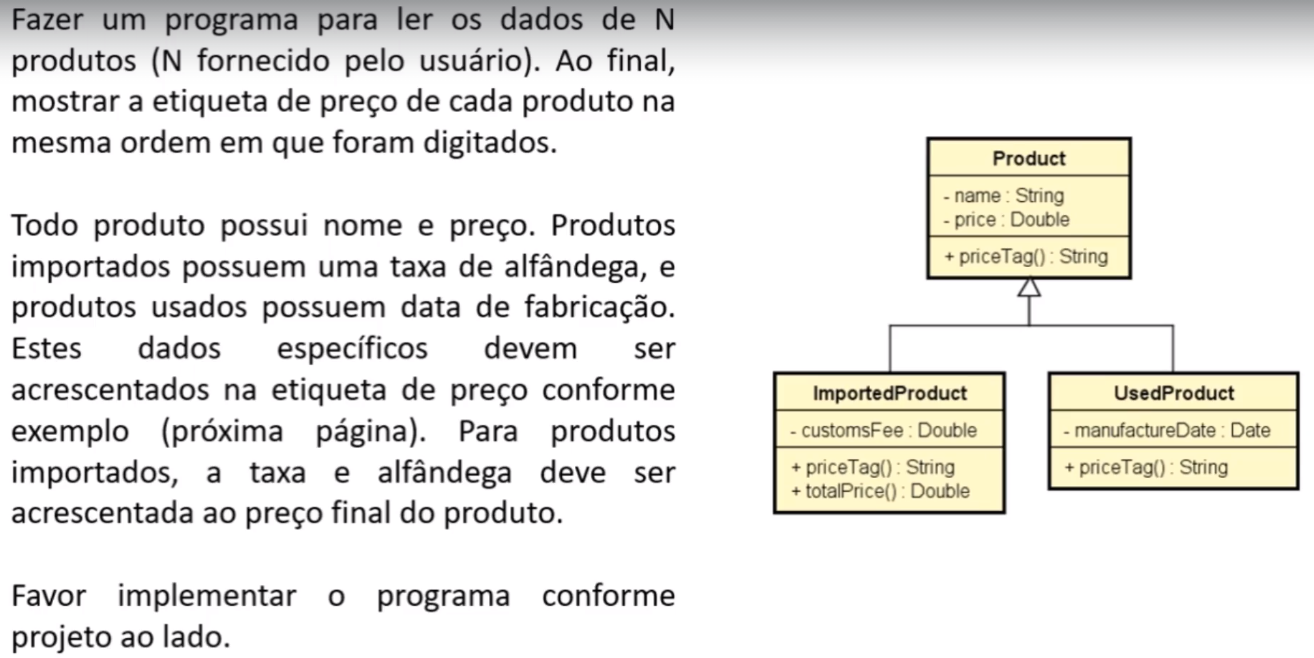 Fazer um programa para ler os dados de N
produtos (N fornecido pelo usuário). Ao final,
mostrar a etiqueta de preço de cada produto na
mesma ordem em que foram digitados.
Todo produto possui nome e preço. Produtos
importados possuem uma taxa de alfândega, e
produtos usados possuem data de fabricação.
Estes dados específicos devem ser
acrescentados na etiqueta de preço conforme
exemplo (próxima página). Para produtos
importados, a taxa e alfândega deve ser
acrescentada ao preço final do produto.
Favor implementar o programa conforme
projeto ao lado.
Product
- name : String
- price : Double
+ priceTag() : String
ImportedProduct
- customsFee : Double
+ priceTag() : String
+ totalPrice() : Double
UsedProduct
- manufactureDate : Date
+ priceTag() : String